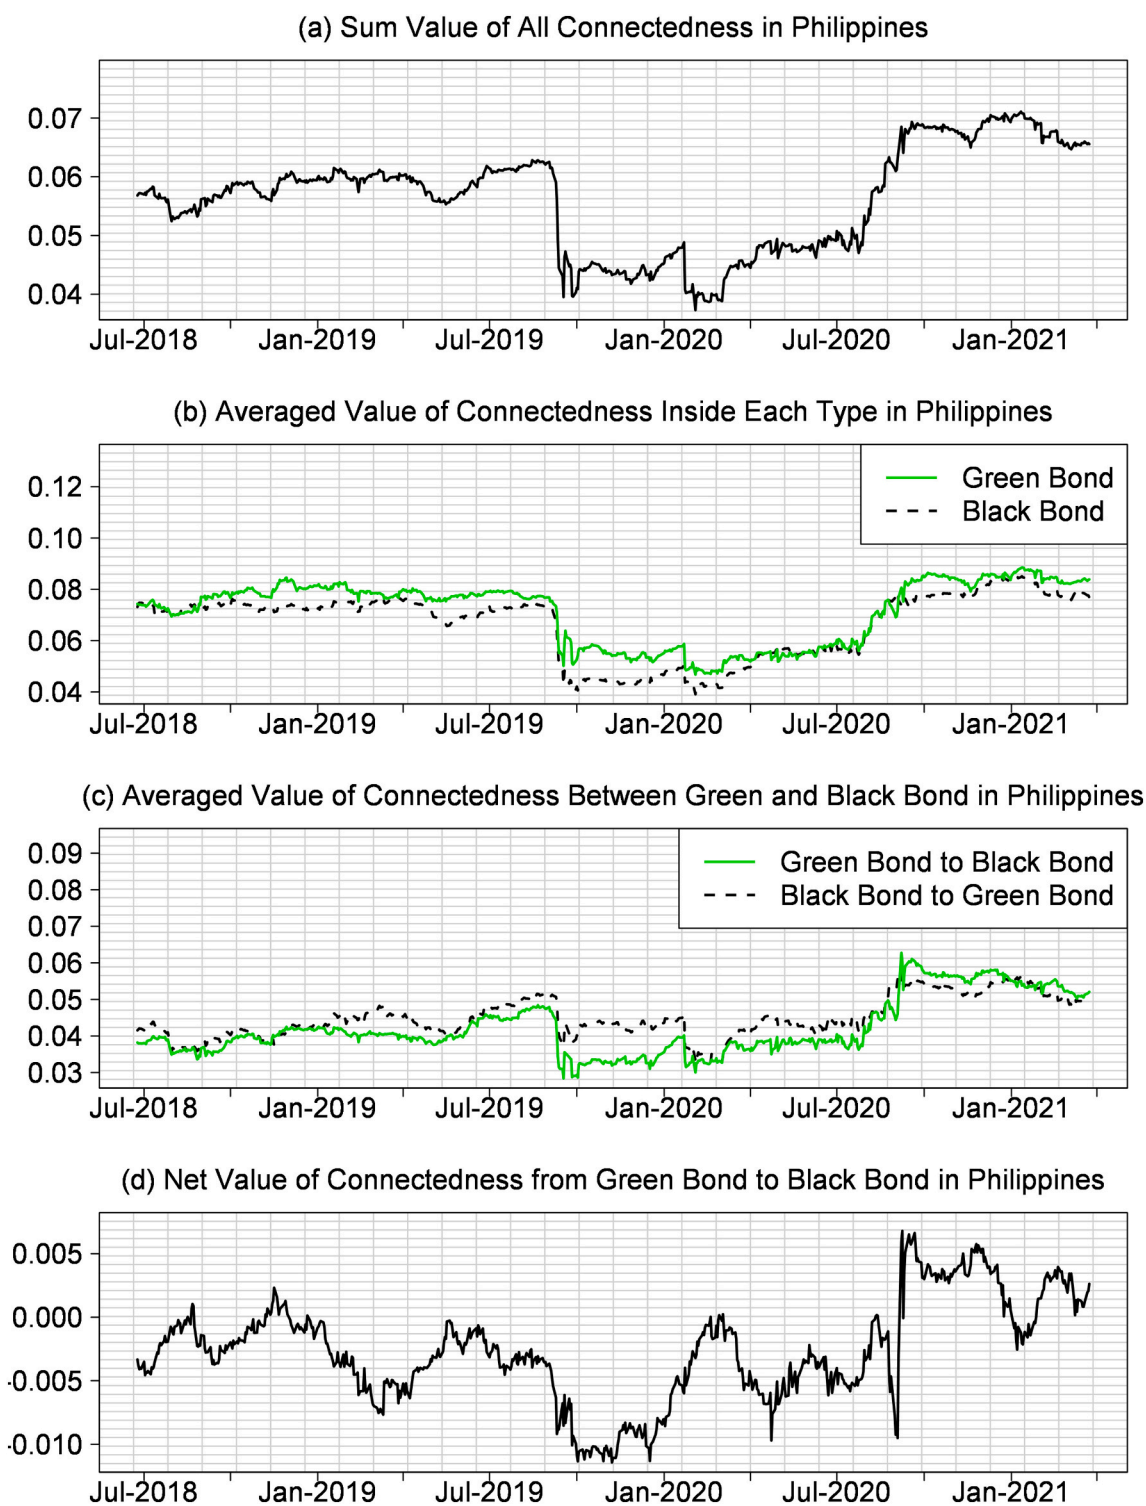 (a) Sum Value of All Connectedness in Philippines
0.07
0.06
0.05
0.04
Jul-2018 Jan-2019 Jul-2019 Jan-2020 Jul-2020 Jan-2021
(b) Averaged Value of Connectedness Inside Each Type in Philippines
Green Bond
Black Bond
0.12
0.10
0.08
0.06
0.04
Jul-2018 Jan-2019 Jul-2019 Jan-2020 Jul-2020 Jan-2021
(c) Averaged Value of Connectedness Between Green and Black Bond in Philippines
Green Bond to Black Bond
Black Bond to Green Bond
0.09
0.08
0.07
0.06
0.05
0.04
0.03
Jul-2018 Jan-2019 Jul-2019 Jan-2020 Jul-2020 Jan-2021
(d) Net Value of Connectedness from Green Bond to Black Bond in Philippines
0.005
0.000
-0.005
-0.010
Jul-2018 Jan-2019 Jul-2019 Jan-2020 Jul-2020 Jan-2021